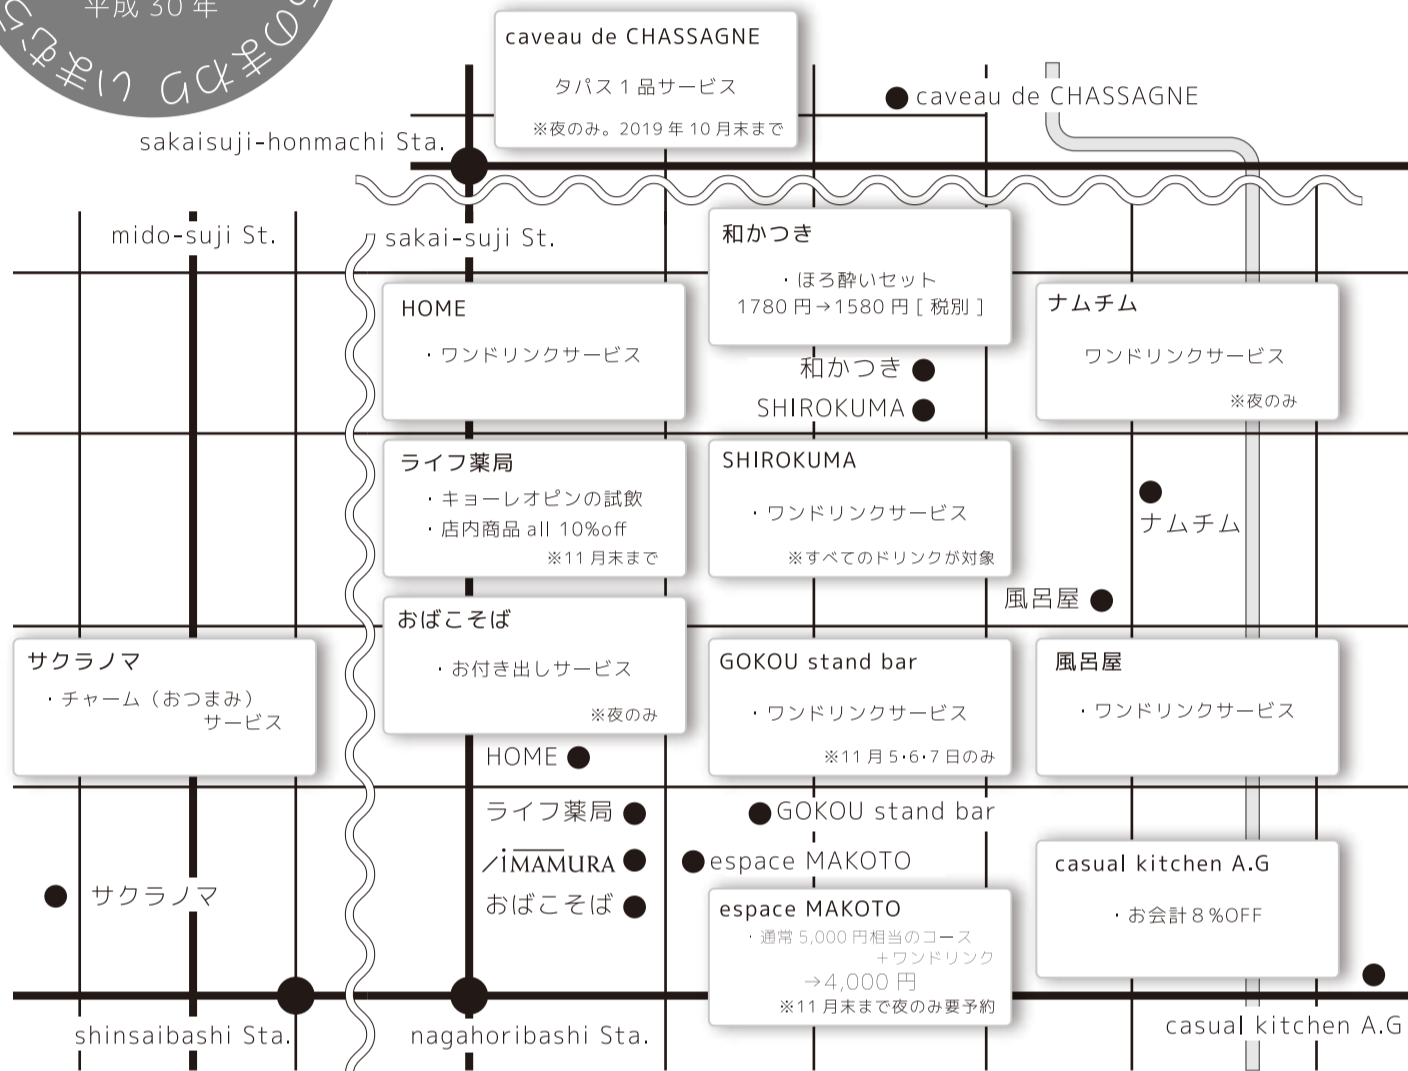 平成 30 年
のまわり いまむら
caveau de CHASSAGNE
タパス 1 品サービス
※夜のみ。2019 年 10 月末まで
caveau de CHASSAGNE
sakaisuji-honmachi Sta.
mido-suji St.
sakai-suji St.
和かつき
・ほろ酔いセット
1780 円→1580 円 [ 税別 ]
HOME
・ワンドリンクサービス
ナムチム
ワンドリンクサービス
※夜のみ
和かつき
SHIROKUMA
ライフ薬局
・キョーレオピンの試飲
・店内商品 all 10%off
※11 月末まで
SHIROKUMA
・ワンドリンクサービス
※すべてのドリンクが対象
ナムチム
風呂屋
おばこそば
・お付き出しサービス
※夜のみ
サクラノマ
・チャーム（おつまみ）
サービス
GOKOU stand bar
・ワンドリンクサービス
※11 月 5・6・7 日のみ
風呂屋
・ワンドリンクサービス
HOME
ライフ薬局
GOKOU stand bar
iMAMURA
espace MAKOTO
サクラノマ
おばこそば
espace MAKOTO
・通常 5,000 円相当のコース
＋ワンドリンク
→4,000 円
※11 月末まで夜のみ要予約
casual kitchen A.G
・お会計 8 %OFF
shinsaibashi Sta.
nagahoribashi Sta.
casual kitchen A.G